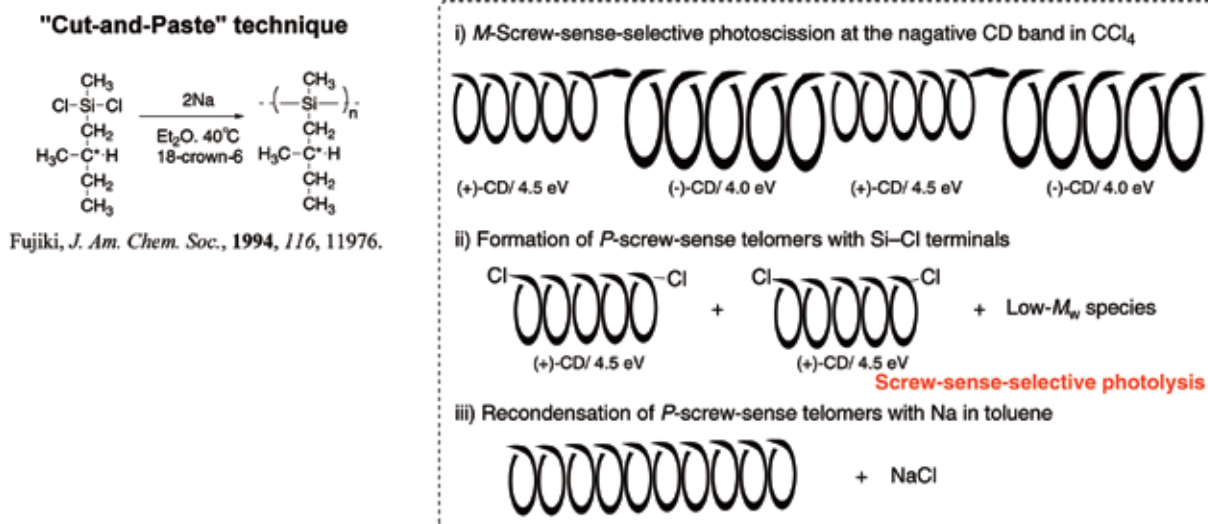 "Cut-and-Paste" technique
CH3
Cl-Si-Cl
CH2
H3C-C*·H
CH2
CH3
2Na
Et2O. 40℃
18-crown-6
CH3
-(-Si-)n
CH2
H3C-C*·H
CH2
CH3
Fujiki, J. Am. Chem. Soc., 1994, 116, 11976.
i) M-Screw-sense-selective photoscission at the nagative CD band in CCl4
(+)-CD/ 4.5 eV (-)-CD/ 4.0 eV (+)-CD/ 4.5 eV (-)-CD/ 4.0 eV
ii) Formation of P-screw-sense telomers with Si–Cl terminals
Cl Cl + Cl Cl + Low-Mw species
(+)-CD/ 4.5 eV (+)-CD/ 4.5 eV
Screw-sense-selective photolysis
iii) Recondensation of P-screw-sense telomers with Na in toluene
+ NaCl